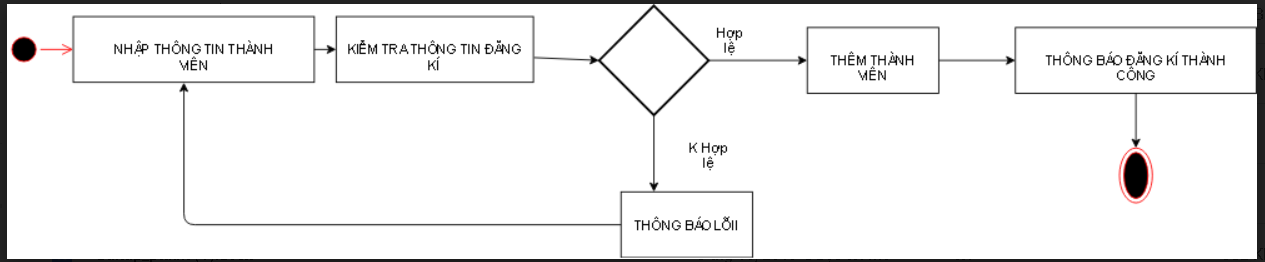 NHẬP THÔNG TIN THÀNH
VIÊN
KIỂM TRA THÔNG TIN ĐĂNG
KÍ
Hợp
lệ
THÊM THÀNH
VIÊN
THÔNG BÁO ĐĂNG KÍ THÀNH
CÔNG
K Hợp
lệ
THÔNG BÁO LỖII